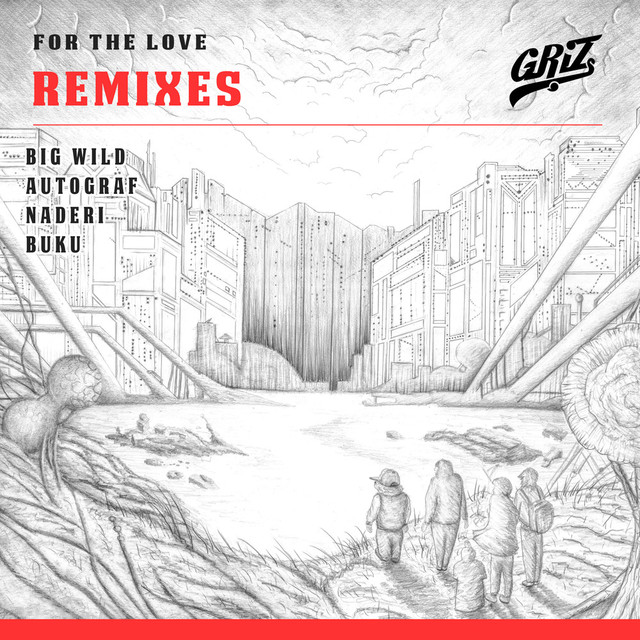 FOR THE LOVE
REMIXES
GRiZ
BIG WILD
AUTOGRAF
NADERI
BUKU